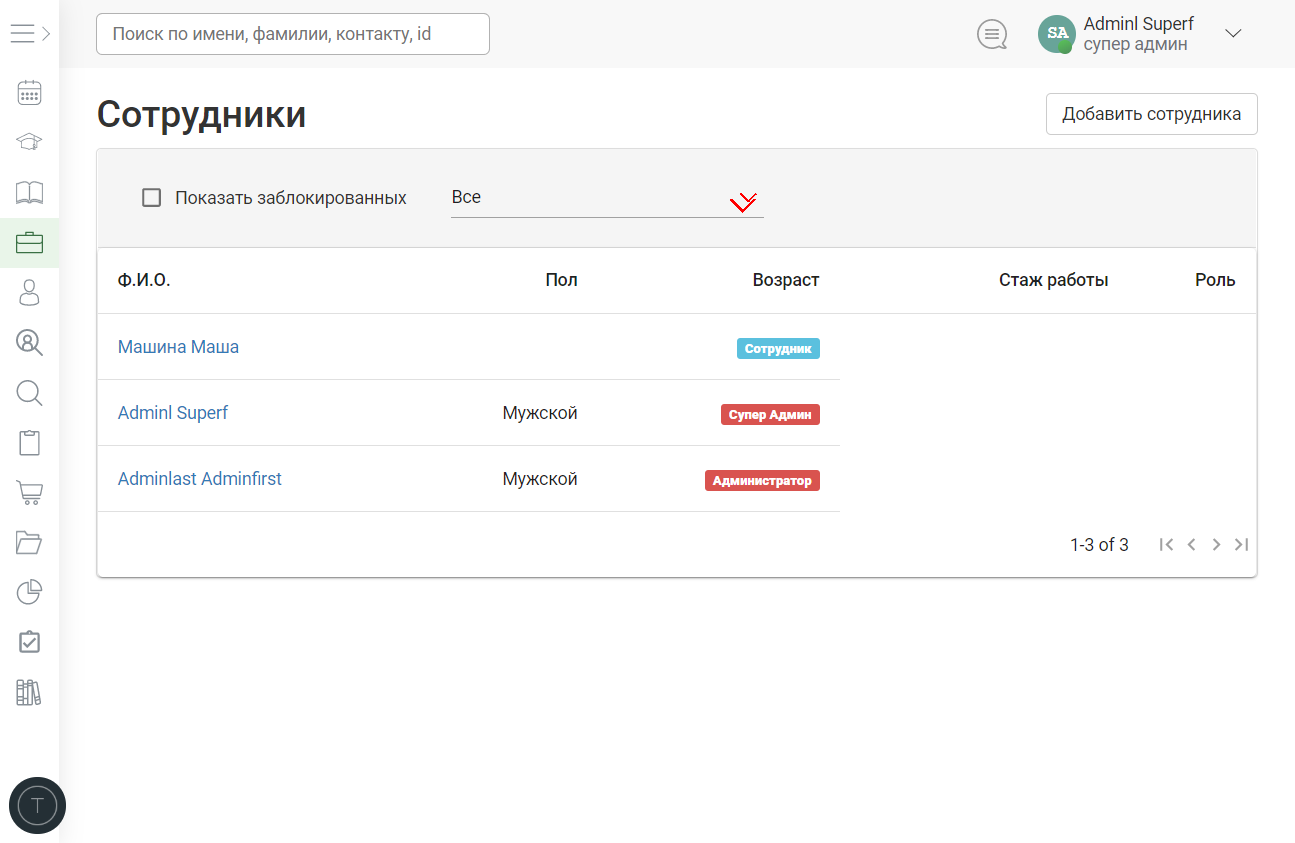 Поиск по имени, фамилии, контакту, id
SA
Adminl Superf
супер админ
Сотрудники
Добавить сотрудника
Показать заблокированных
Все
Ф.И.О. Пол Возраст Стаж работы Роль
Машина Маша Сотрудник
Adminl Superf Мужской Супер Админ
Adminlast Adminfirst Мужской Администратор
1-3 of 3
T